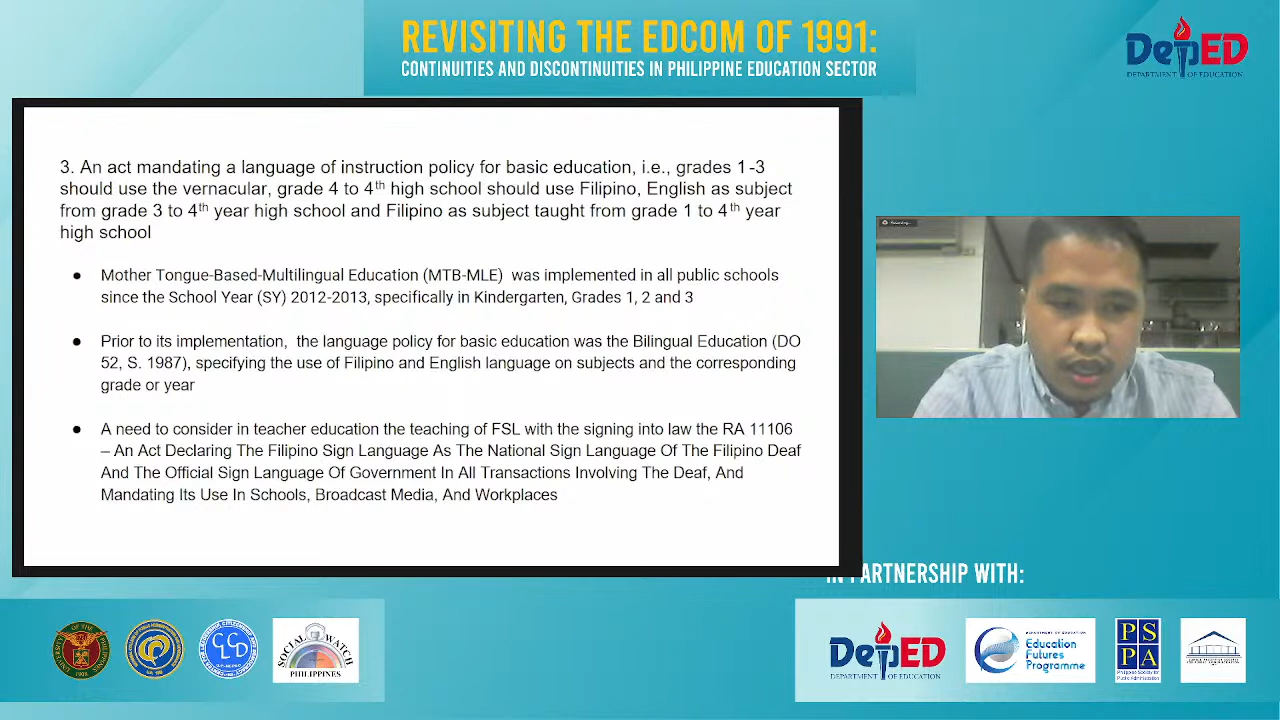 REVISITING THE EDCOM OF 1991:
CONTINUITIES AND DISCONTINUITIES IN PHILIPPINE EDUCATION SECTOR
DepED
DEPARTMENT OF EDUCATION
3. An act mandating a language of instruction policy for basic education, i.e., grades 1-3
should use the vernacular, grade 4 to 4th high school should use Filipino, English as subject
from grade 3 to 4th year high school and Filipino as subject taught from grade 1 to 4th year
high school
● Mother Tongue-Based-Multilingual Education (MTB-MLE) was implemented in all public schools
since the School Year (SY) 2012-2013, specifically in Kindergarten, Grades 1, 2 and 3
● Prior to its implementation, the language policy for basic education was the Bilingual Education (DO
52, S. 1987), specifying the use of Filipino and English language on subjects and the corresponding
grade or year
● A need to consider in teacher education the teaching of FSL with the signing into law the RA 11106
– An Act Declaring The Filipino Sign Language As The National Sign Language Of The Filipino Deaf
And The Official Sign Language Of Government In All Transactions Involving The Deaf, And
Mandating Its Use In Schools, Broadcast Media, And Workplaces
IN PARTNERSHIP WITH:
UNIVERSITY OF THE PHILIPPINES
1908
SOCIAL WATCH
PHILIPPINES
DepED
DEPARTMENT OF EDUCATION
DEPARTMENT OF EDUCATION
Education
Futures
Programme
PS
PA
Philippine Society for
Public Administration